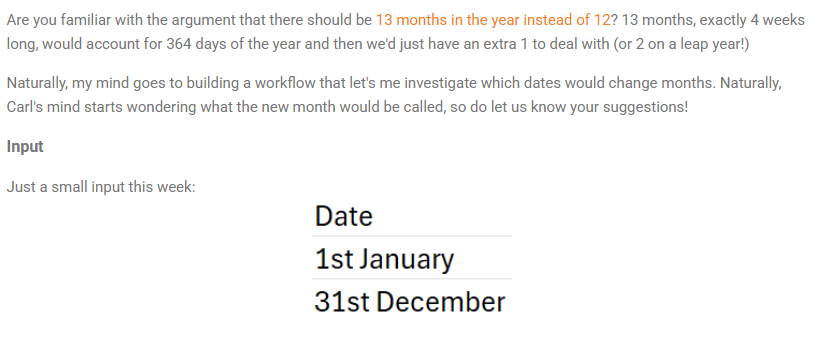 Are you familiar with the argument that there should be 13 months in the year instead of 12? 13 months, exactly 4 weeks
long, would account for 364 days of the year and then we'd just have an extra 1 to deal with (or 2 on a leap year!)
Naturally, my mind goes to building a workflow that let's me investigate which dates would change months. Naturally,
Carl's mind starts wondering what the new month would be called, so do let us know your suggestions!
Input
Just a small input this week:
Date
1st January
31st December